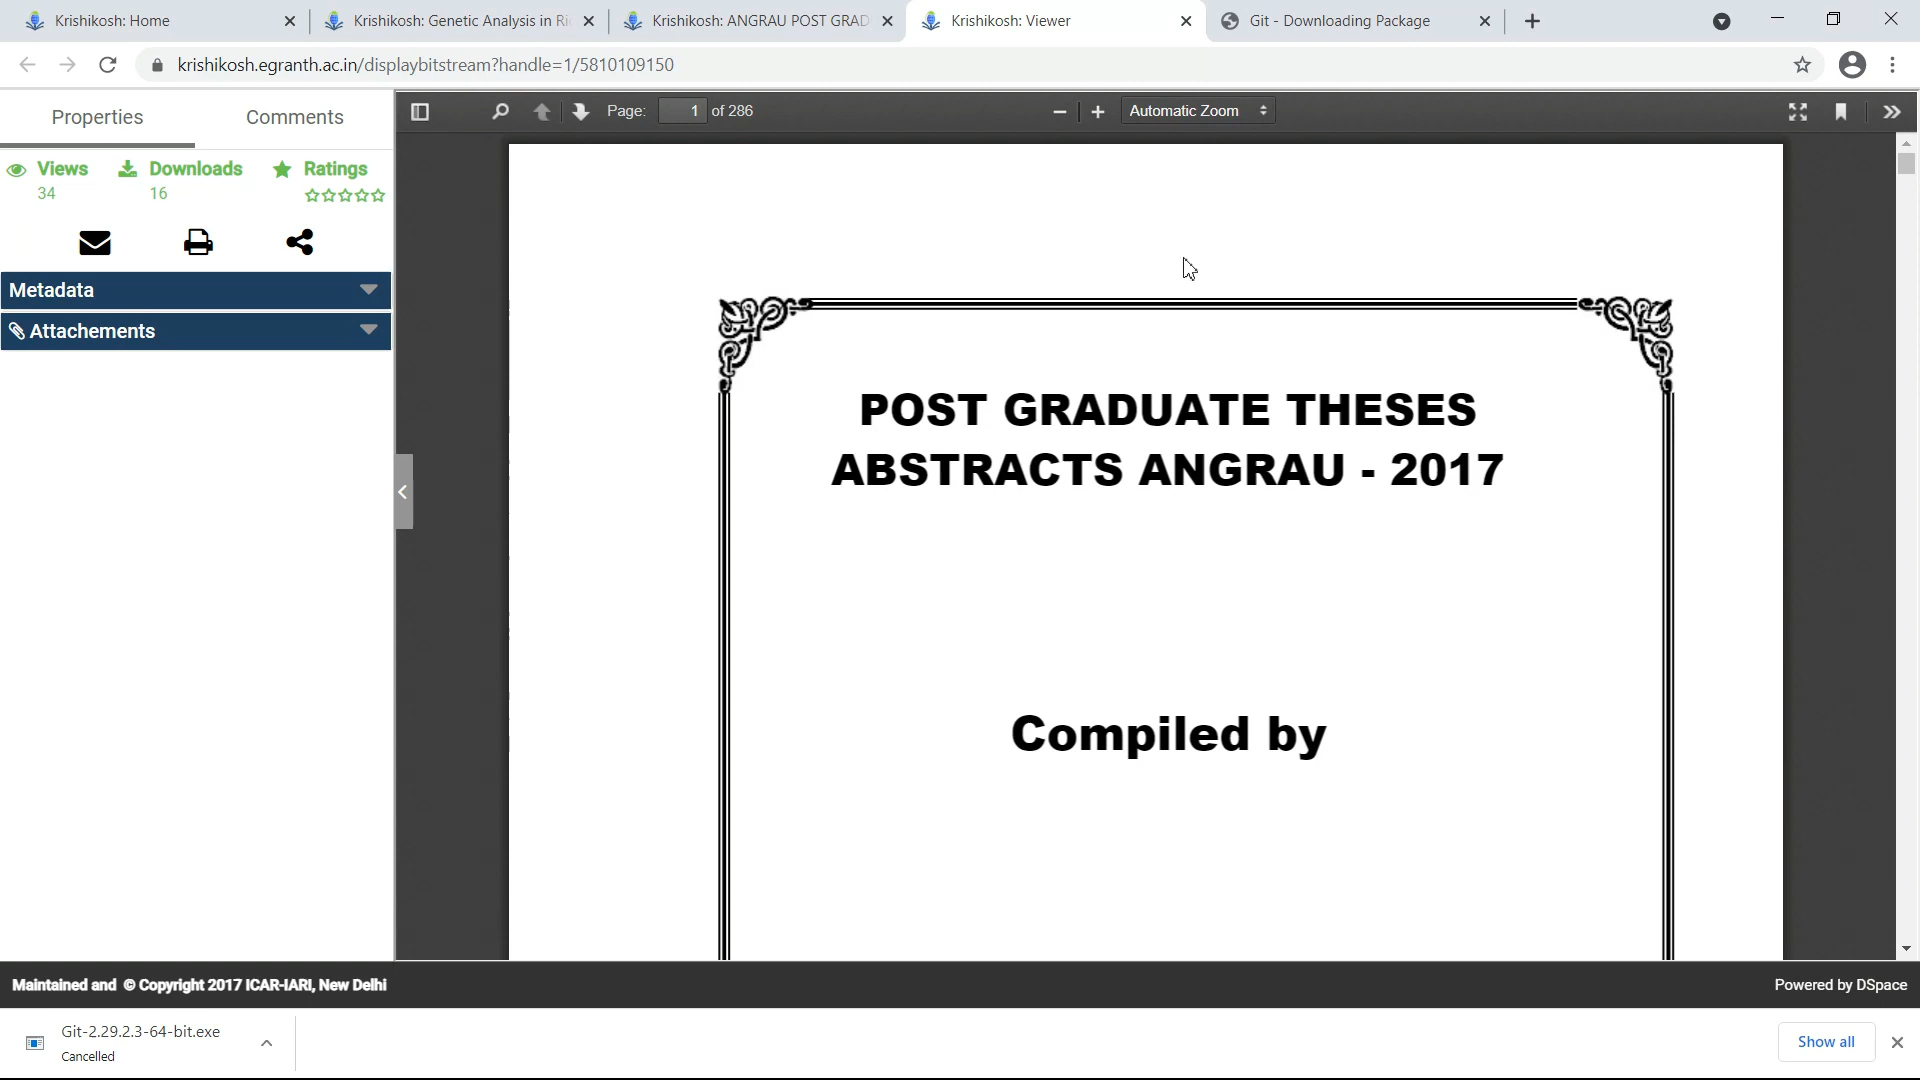 Krishikosh: Home
Krishikosh: Genetic Analysis in Ri
Krishikosh: ANGRAU POST GRAD
Krishikosh: Viewer
Git - Downloading Package
krishikosh.egranth.ac.in/displaybitstream?handle=1/5810109150
Properties
Comments
Page: 1 of 286
Automatic Zoom
Views
Downloads
Ratings
34
16
Metadata
Attachements
POST GRADUATE THESES
ABSTRACTS ANGRAU - 2017
Compiled by
Maintained and © Copyright 2017 ICAR-IARI, New Delhi
Powered by DSpace
Git-2.29.2.3-64-bit.exe
Cancelled
Show all